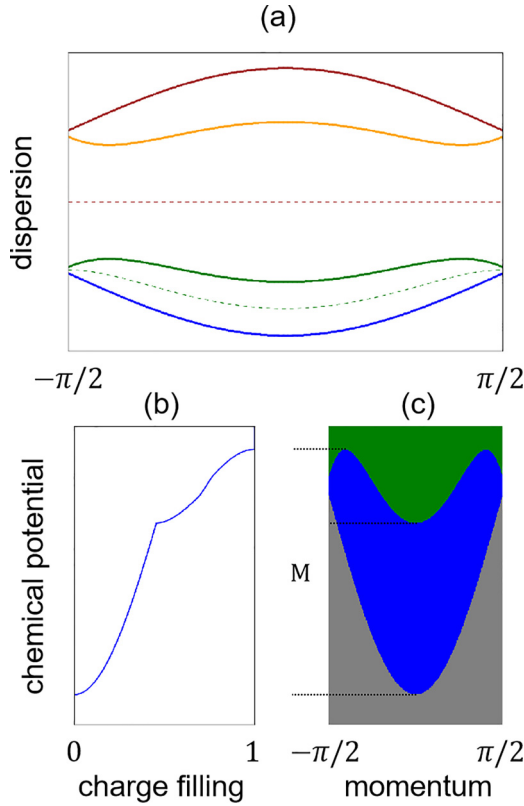 (a)
dispersion
−π/2 π/2
(b) (c)
chemical potential
M
0 1 −π/2 π/2
charge filling momentum